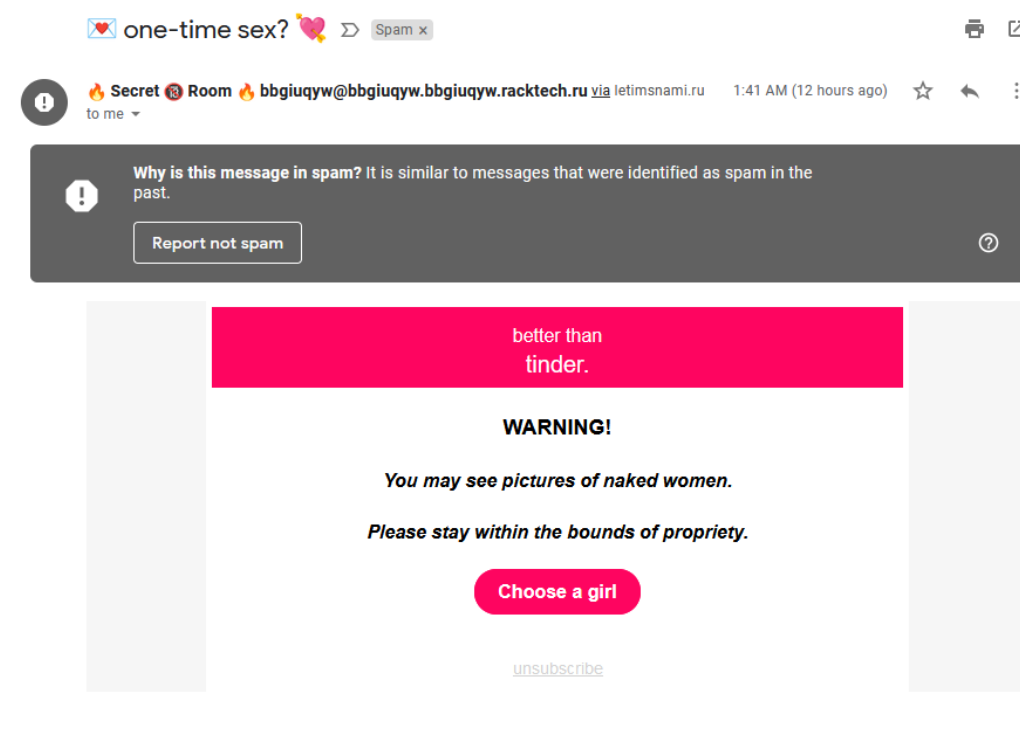 💌 one-time sex? 💘 Spam x
🔥 Secret 🔞 Room 🔥 bbgiuqyw@bbgiuqyw.bbgiuqyw.racktech.ru via letimsnami.ru 1:41 AM (12 hours ago)
to me
Why is this message in spam? It is similar to messages that were identified as spam in the
past.
Report not spam
better than
tinder.
WARNING!
You may see pictures of naked women.
Please stay within the bounds of propriety.
Choose a girl
unsubscribe